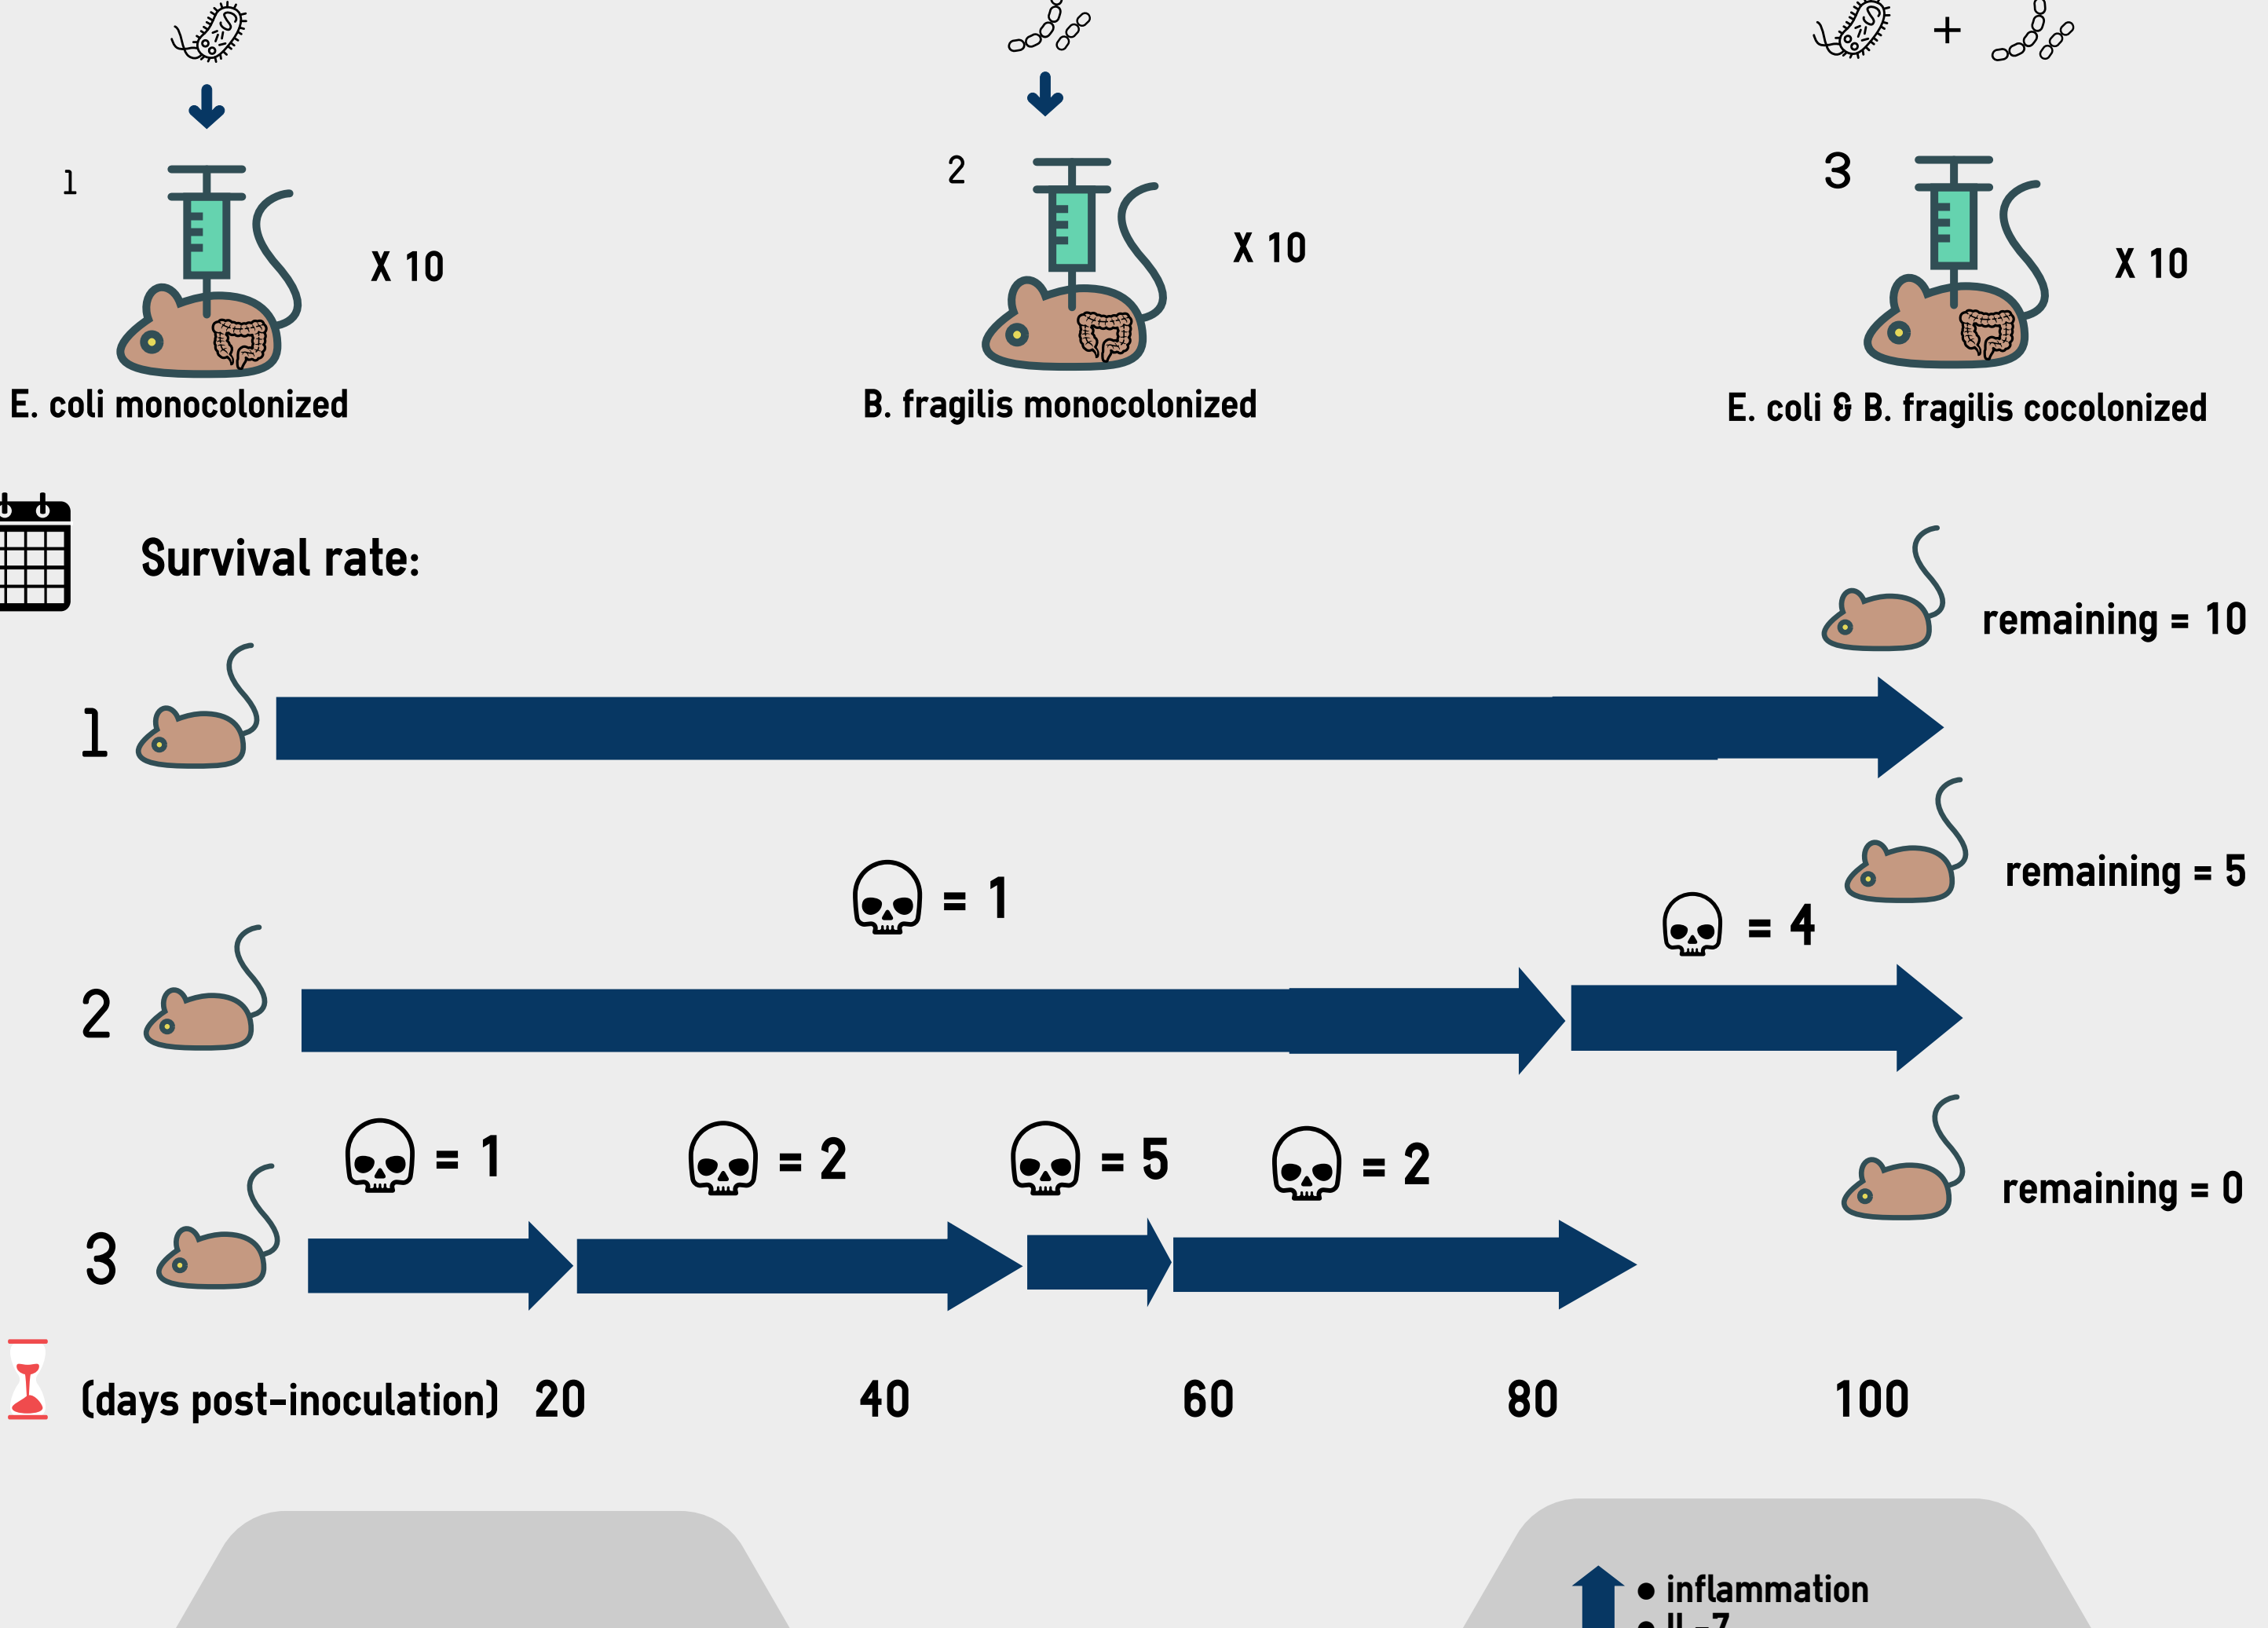 +
1
2
3
X 10
X 10
X 10
E. coli monocolonized
B. fragilis monocolonized
E. coli & B. fragilis cocolonized
Survival rate:
remaining = 10
1
remaining = 5
= 1
= 4
2
= 1
= 2
= 5
= 2
remaining = 0
3
(days post-inoculation) 20 40 60 80 100
• inflammation